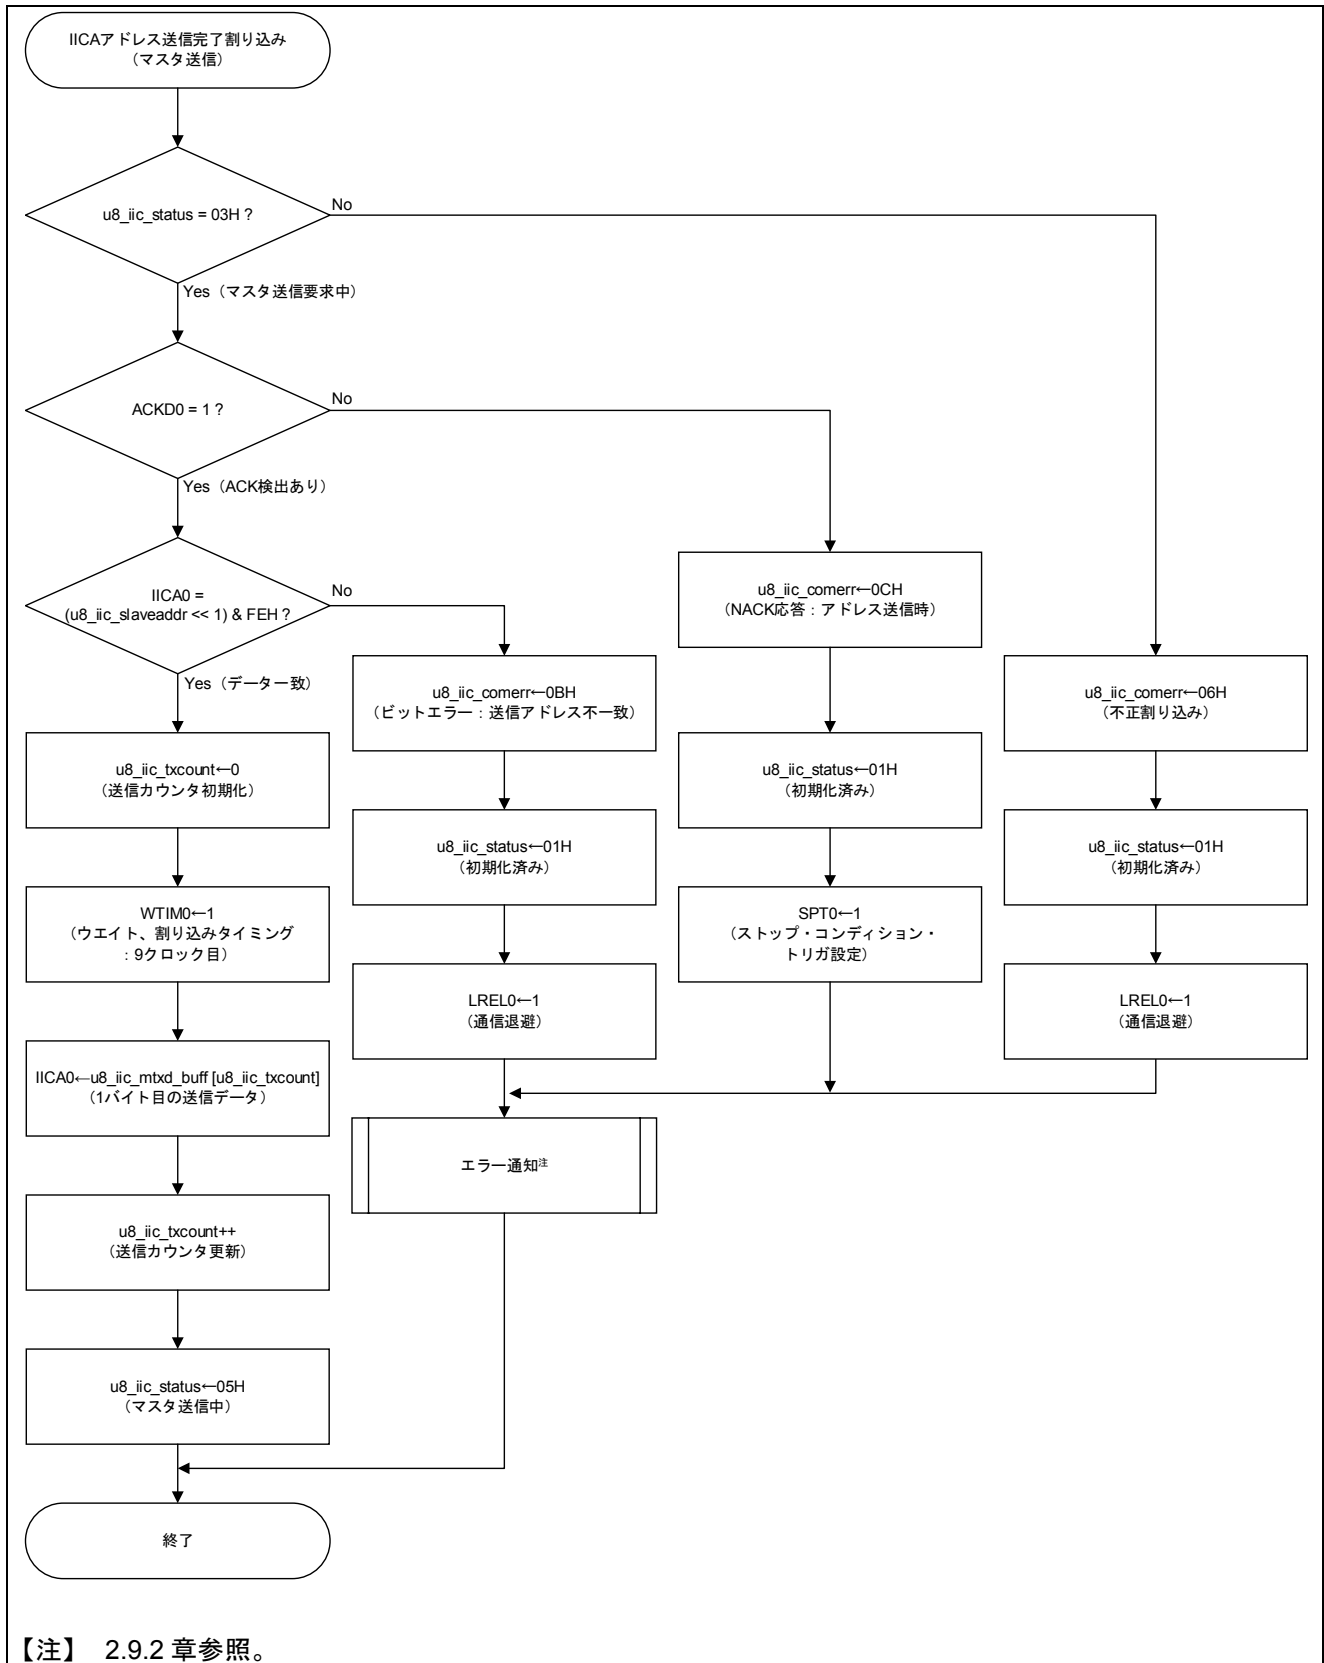 IICAアドレス送信完了割り込み
（マスタ送信）
u8_iic_status = 03H ?
No
Yes（マスタ送信要求中）
ACKD0 = 1 ?
No
Yes（ACK検出あり）
IICA0 =
(u8_iic_slaveaddr << 1) & FEH ?
No
Yes（データ一致）
u8_iic_txcount←0
（送信カウンタ初期化）
WTIM0←1
（ウエイト、割り込みタイミング
：9クロック目）
IICA0←u8_iic_mtxd_buff [u8_iic_txcount]
（1バイト目の送信データ）
u8_iic_txcount++
（送信カウンタ更新）
u8_iic_status←05H
（マスタ送信中）
終了
u8_iic_comerr←0BH
（ビットエラー：送信アドレス不一致）
u8_iic_status←01H
（初期化済み）
LREL0←1
（通信退避）
エラー通知注
u8_iic_comerr←0CH
（NACK応答：アドレス送信時）
u8_iic_status←01H
（初期化済み）
SPT0←1
（ストップ・コンディション・
トリガ設定）
u8_iic_comerr←06H
（不正割り込み）
u8_iic_status←01H
（初期化済み）
LREL0←1
（通信退避）
【注】 2.9.2 章参照。